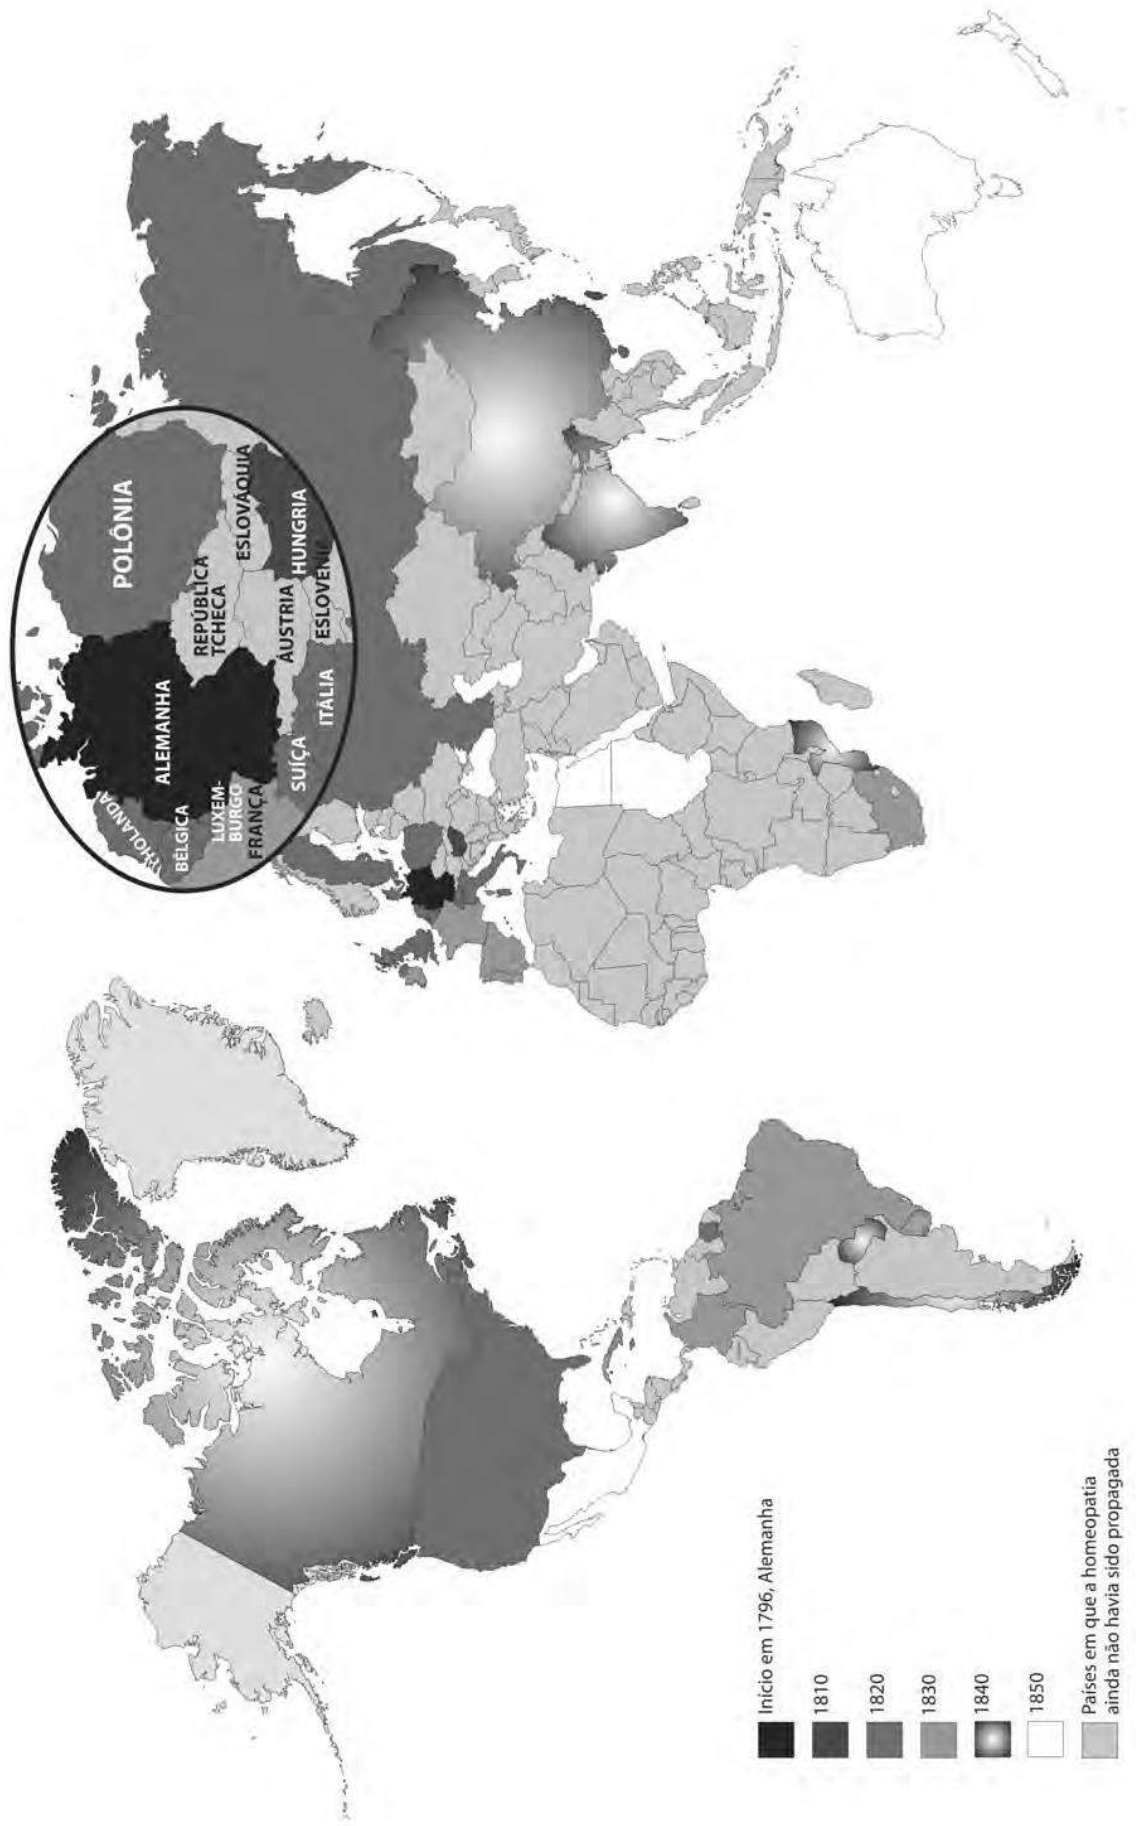 POLÔNIA
ALEMANHA
HOLANDA
BÉLGICA
LUXEM-
BURGO
FRANÇA
REPÚBLICA
TCHECA
ESLOVÁQUIA
ÁUSTRIA
HUNGRIA
ESLOVENI
SUÍÇA
ITÁLIA
Início em 1796, Alemanha
1810
1820
1830
1840
1850
Países em que a homeopatia
ainda não havia sido propagada